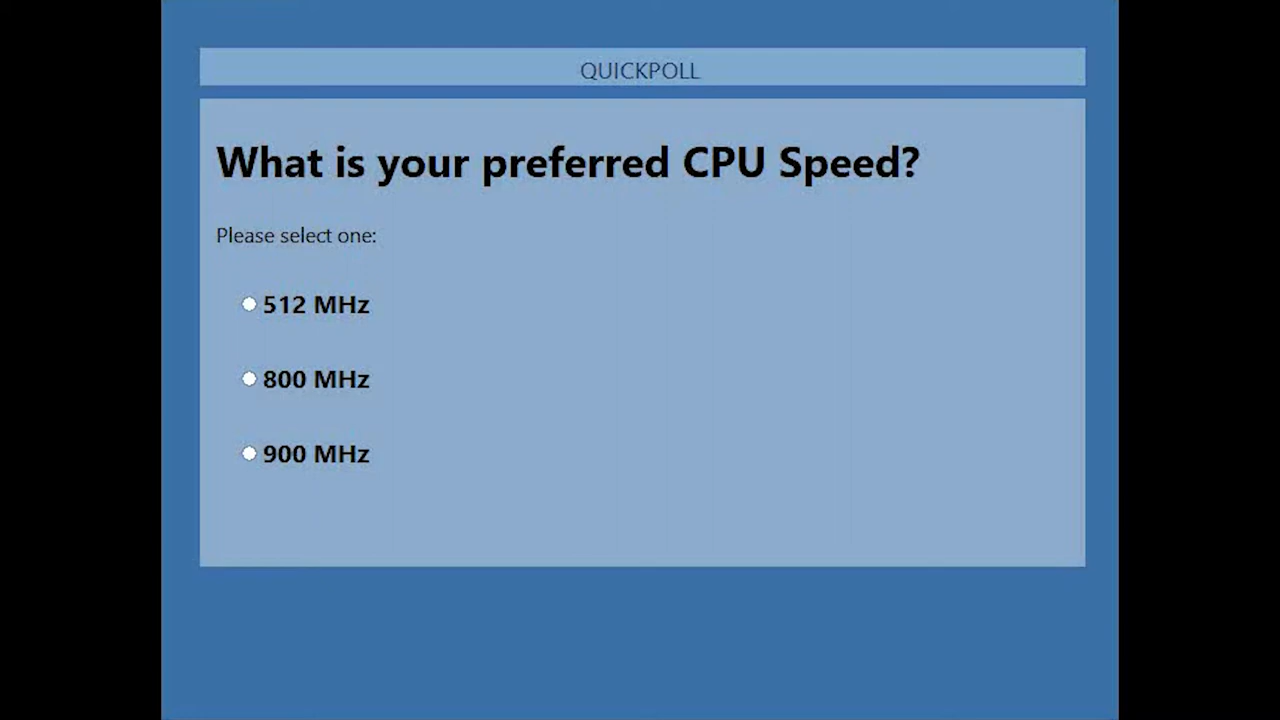 QUICKPOLL
What is your preferred CPU Speed?
Please select one:
512 MHz
800 MHz
900 MHz